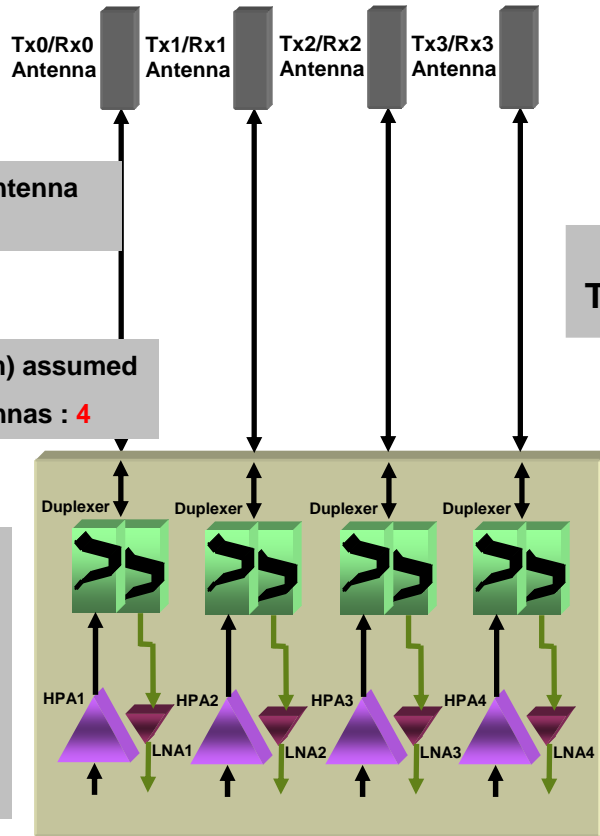 Tx0/Rx0
Antenna
Tx1/Rx1
Antenna
Tx2/Rx2
Antenna
Tx3/Rx3
Antenna
ntenna
T
n) assumed
nnas : 4
Duplexer
Duplexer
Duplexer
Duplexer
HPA1
HPA2
HPA3
HPA4
LNA1
LNA2
LNA3
LNA4